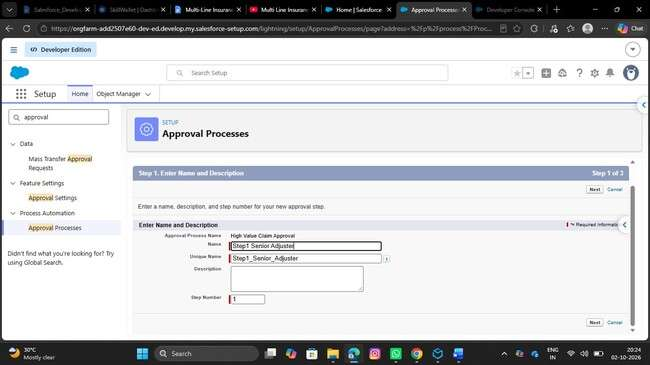 Salesforce_Develo
SkillWallet | Dashb
Multi-Line Insuranc
Multi-Line Insuranc
Home | Salesforce
Approval Processes
Developer Console
https://orgfarm-add2507e60-dev-ed.develop.my.salesforce-setup.com/lightning/setup/ApprovalProcesses/page?address=%2Fp%2Fprocess%2FProc...
Chat
Developer Edition
Search Setup
Setup
Home
Object Manager
approval
Data
Mass Transfer Approval
Requests
Feature Settings
Approval Settings
Process Automation
Approval Processes
Didn't find what you're looking for? Try
using Global Search.
SETUP
Approval Processes
Step 1. Enter Name and Description
Step 1 of 3
Next
Cancel
Enter a name, description, and step number for your new approval step.
Enter Name and Description
= Required Information
Approval Process Name
High Value Claim Approval
Name
Step1 Senior Adjuster
Unique Name
Step1_Senior_Adjuster
i
Description
Step Number
1
Next
Cancel
30°C
Mostly clear
Search
ENG
IN
20:24
02-10-2026